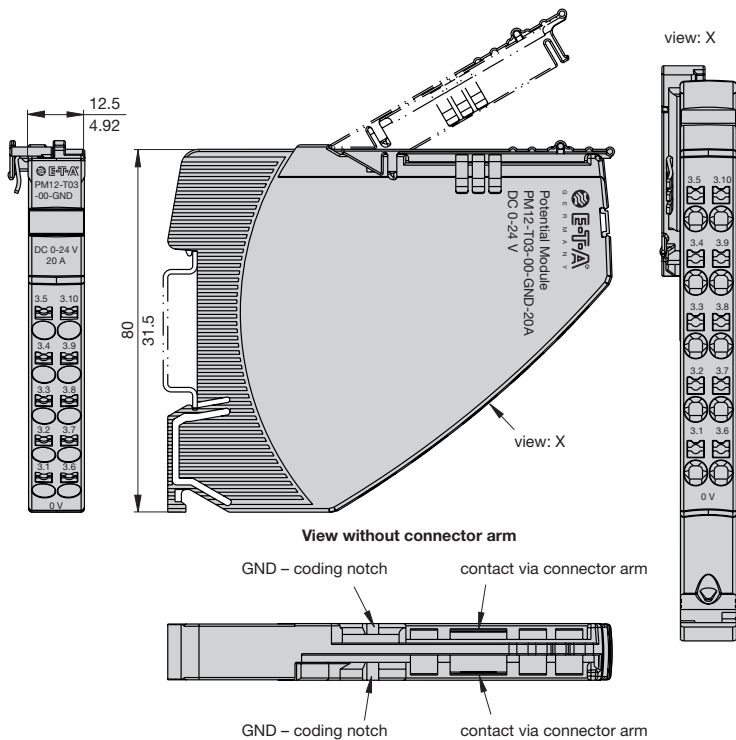 view: X
12.5
4.92
E-T-A
PM12-T03
-00-GND
DC 0-24 V
20 A
3.5 3.10
3.4 3.9
3.3 3.8
3.2 3.7
3.1 3.6
0 V
80
31.5
E-T-A®
GERMANY
Potential Module
PM12-T03-00-GND-20A
DC 0-24 V
view: X
3.5 3.10
3.4 3.9
3.3 3.8
3.2 3.7
3.1 3.6
0 V
View without connector arm
GND – coding notch
contact via connector arm
GND – coding notch
contact via connector arm